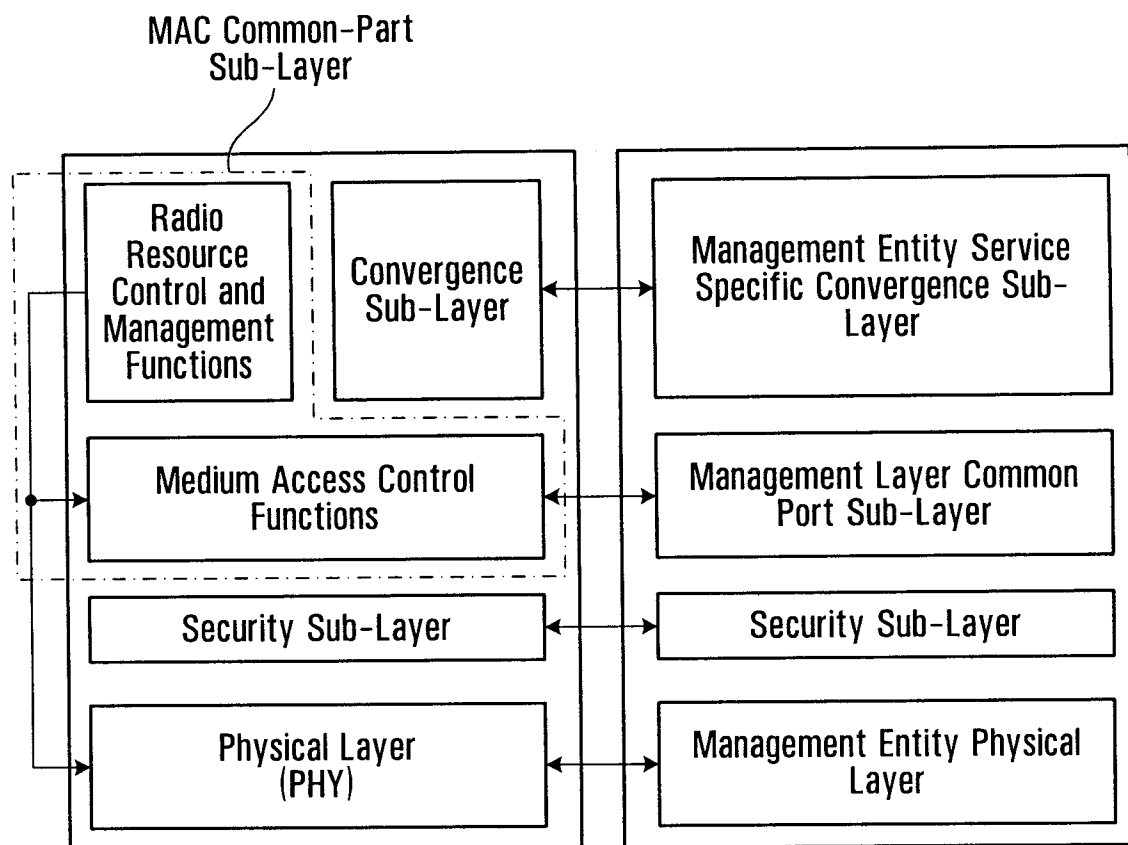 MAC Common-Part
Sub-Layer
Radio
Resource
Control and
Management
Functions
Convergence
Sub-Layer
Management Entity Service
Specific Convergence Sub-
Layer
Medium Access Control
Functions
Management Layer Common
Port Sub-Layer
Security Sub-Layer
Security Sub-Layer
Physical Layer
(PHY)
Management Entity Physical
Layer